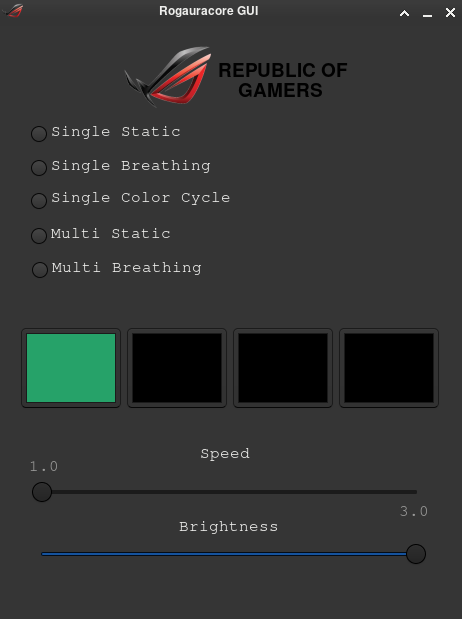 Rogauracore GUI
REPUBLIC OF
GAMERS
Single Static
Single Breathing
Single Color Cycle
Multi Static
Multi Breathing
Speed
1.0
3.0
Brightness